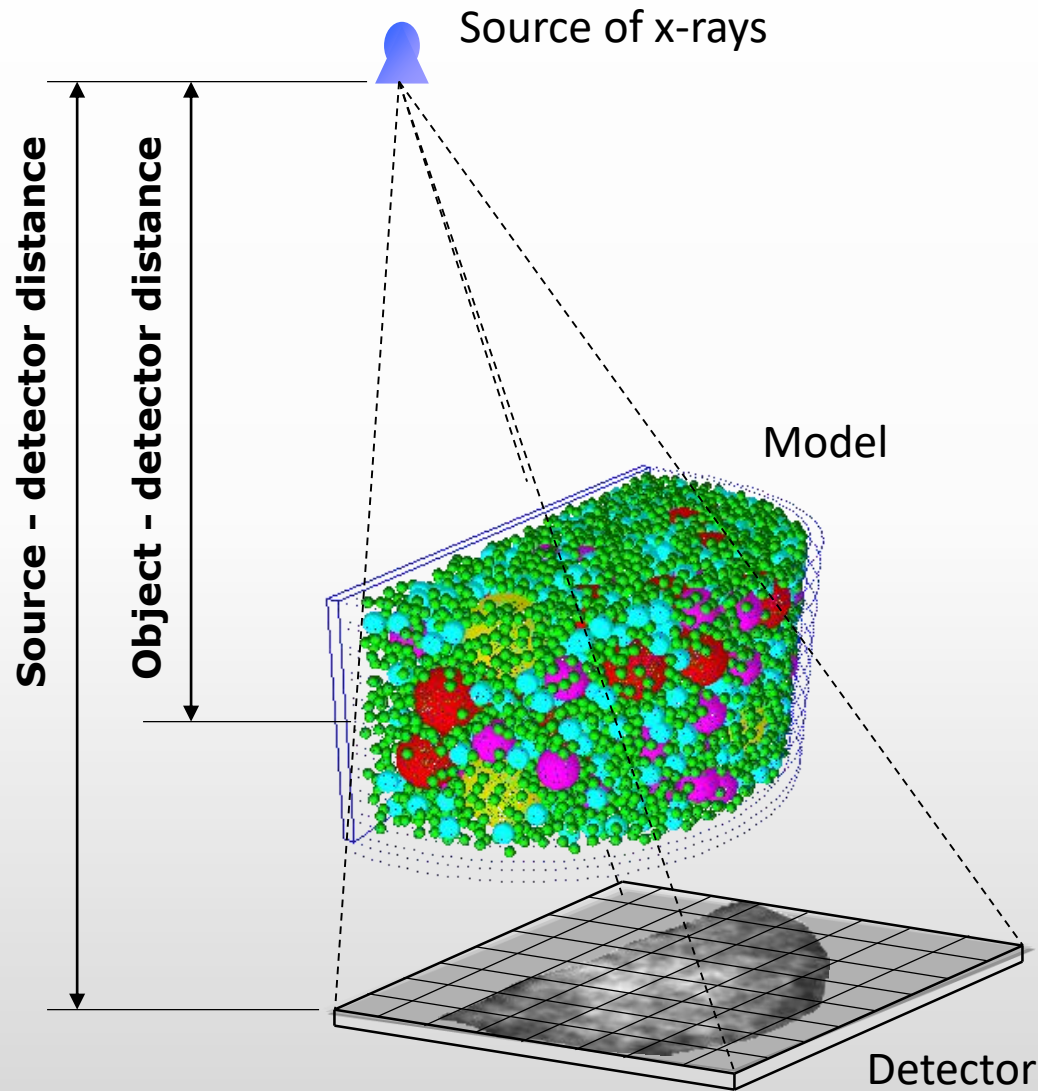 Source of x-rays
Source - detector distance
Object - detector distance
Model
Detector